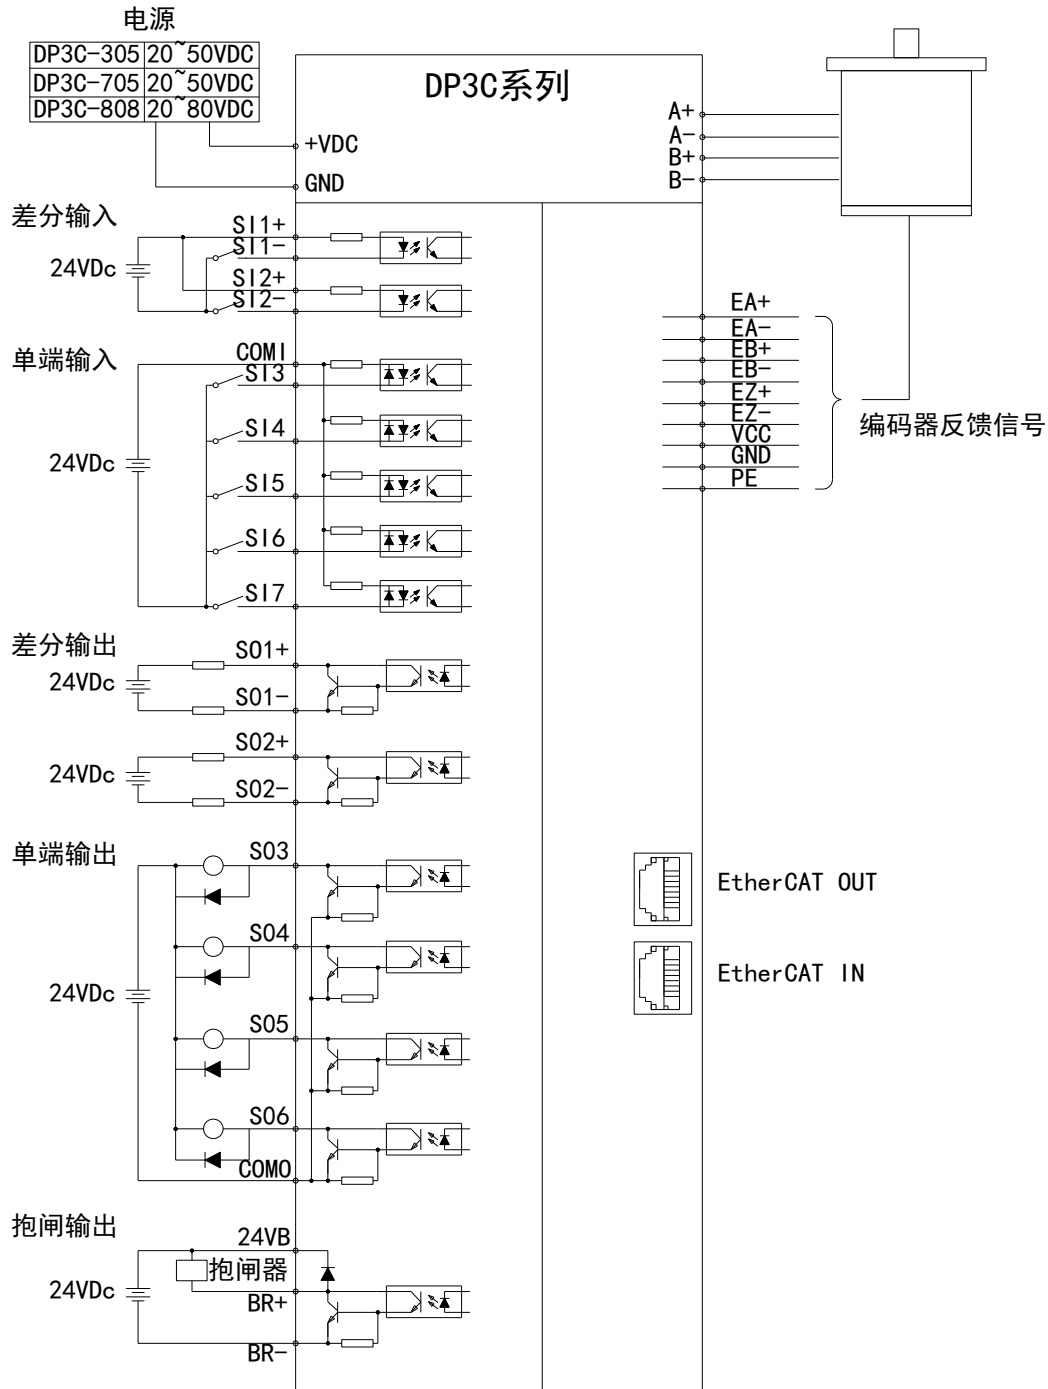 电源
DP3C-305 20~50VDC
DP3C-705 20~50VDC
DP3C-808 20~80VDC
DP3C系列
+VDC
GND
A+
A-
B+
B-
差分输入
24VDc
SI1+
SI1-
SI2+
SI2-
单端输入
24VDc
COMI
SI3
SI4
SI5
SI6
SI7
EA+
EA-
EB+
EB-
EZ+
EZ-
VCC
GND
PE
编码器反馈信号
差分输出
24VDc
SO1+
SO1-
24VDc
SO2+
SO2-
单端输出
24VDc
SO3
SO4
SO5
SO6
COMO
EtherCAT OUT
EtherCAT IN
抱闸输出
24VDc
24VB
抱闸器
BR+
BR-